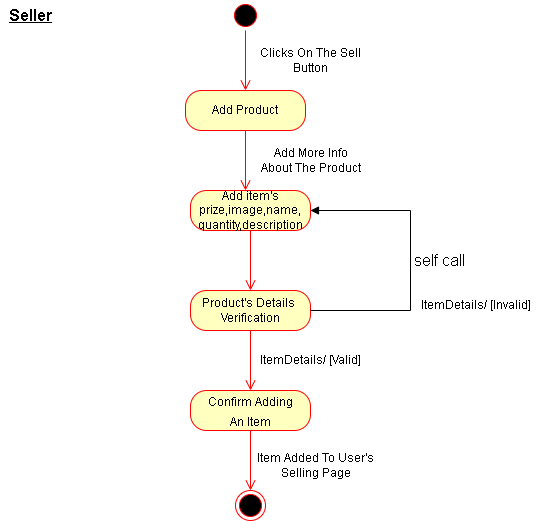 Seller
Clicks On The Sell
Button
Add Product
Add More Info
About The Product
Add item's
prize,image,name,
quantity,description
self call
ItemDetails/ [Invalid]
Product's Details
Verification
ItemDetails/ [Valid]
Confirm Adding
An Item
Item Added To User's
Selling Page